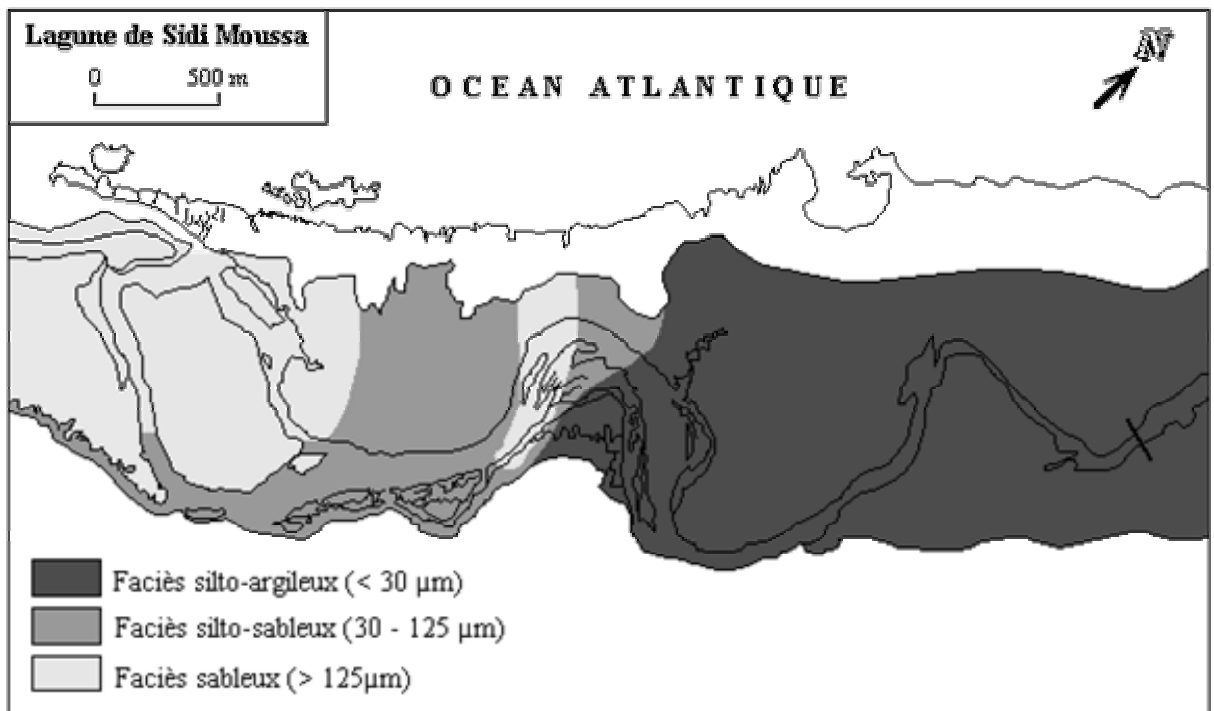 Lagune de Sidi Moussa
0 500 m
OCEAN ATLANTIQUE
N
Faciès silto-argileux (< 30 µm)
Faciès silto-sableux (30 - 125 µm)
Faciès sableux (> 125µm)